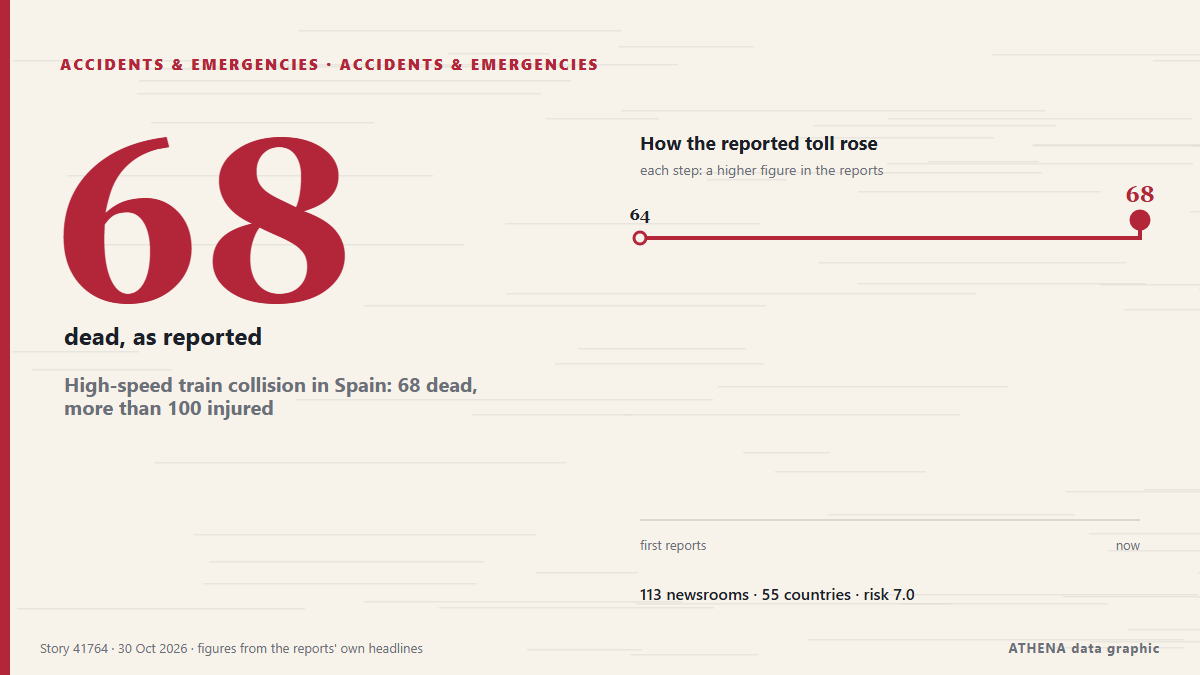 ACCIDENTS & EMERGENCIES · ACCIDENTS & EMERGENCIES
68
dead, as reported
High-speed train collision in Spain: 68 dead,
more than 100 injured
How the reported toll rose
each step: a higher figure in the reports
64
68
first reports
now
113 newsrooms · 55 countries · risk 7.0
Story 41764 · 30 Oct 2026 · figures from the reports' own headlines
ATHENA data graphic